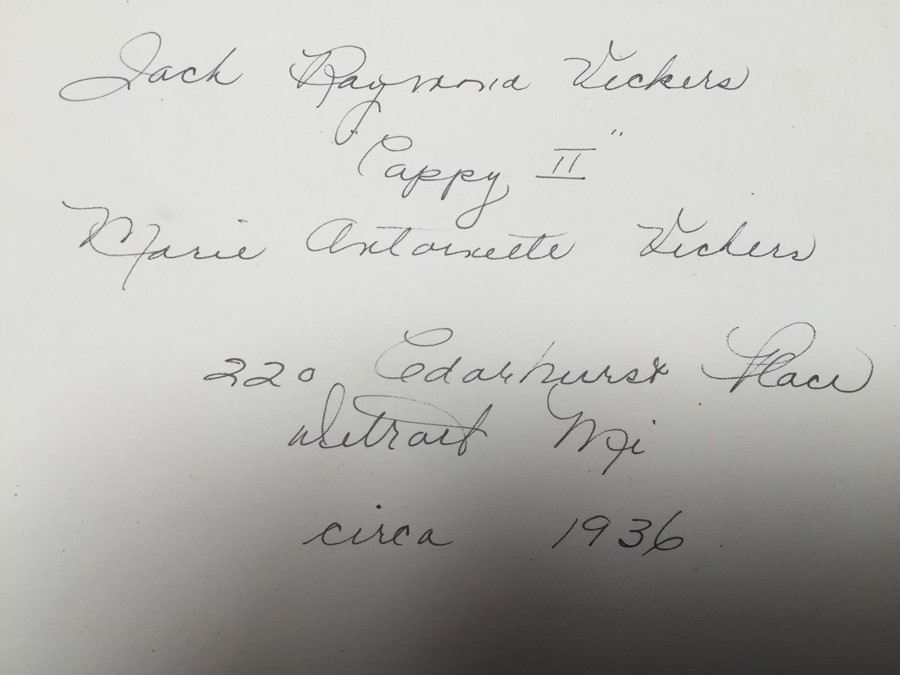 Jack Raymond Vickers
Cappy II"
Marie Antoinette Vickers
220 Cedarhurst Place
Detroit Mi
circa 1936